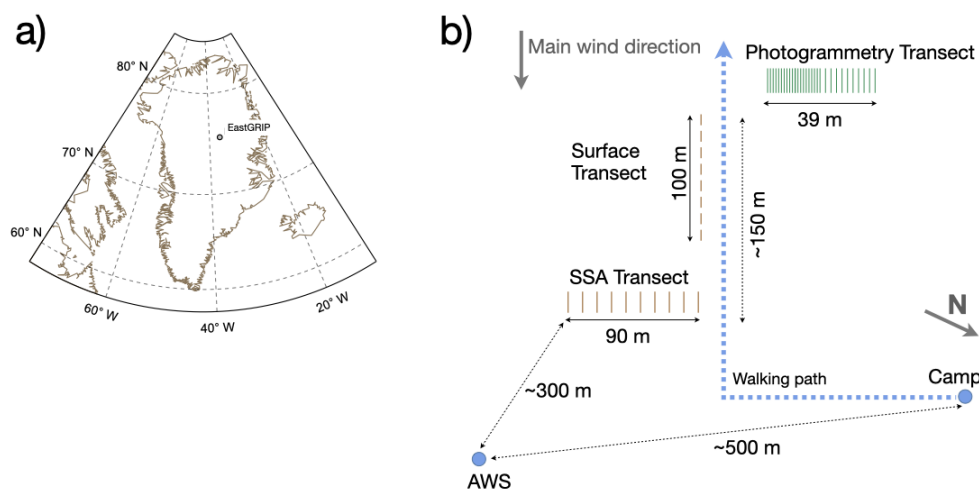 a)
80° N
70° N
60° N
EastGRIP
60° W
40° W
20° W
b)
Main wind direction
Photogrammetry Transect
39 m
Surface
Transect
100 m
~150 m
SSA Transect
90 m
N
~300 m
Walking path
Camp
~500 m
AWS